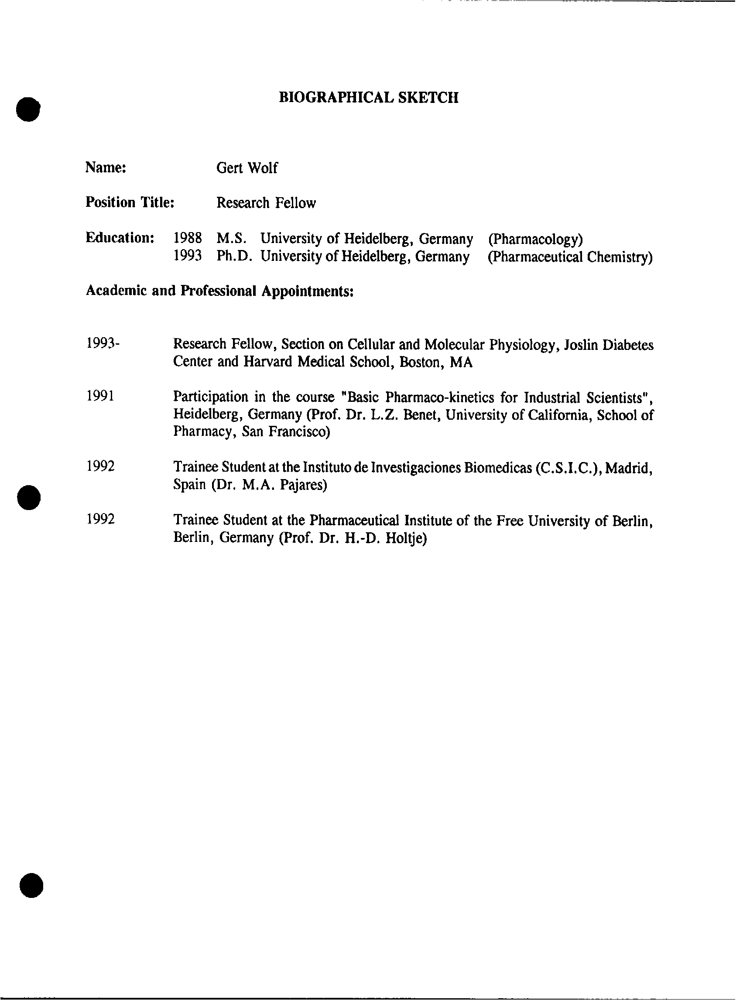 BIOGRAPHICAL SKETCH
Name: Gert Wolf
Position Title: Research Fellow
Education: 1988 M.S. University of Heidelberg, Germany (Pharmacology)
1993 Ph.D. University of Heidelberg, Germany (Pharmaceutical Chemistry)
Academic and Professional Appointments:
1993- Research Fellow, Section on Cellular and Molecular Physiology, Joslin Diabetes
Center and Harvard Medical School, Boston, MA
1991 Participation in the course "Basic Pharmaco-kinetics for Industrial Scientists",
Heidelberg, Germany (Prof. Dr. L.Z. Benet, University of California, School of
Pharmacy, San Francisco)
1992 Trainee Student at the Instituto de Investigaciones Biomedicas (C.S.I.C.), Madrid,
Spain (Dr. M.A. Pajares)
1992 Trainee Student at the Pharmaceutical Institute of the Free University of Berlin,
Berlin, Germany (Prof. Dr. H.-D. Holtje)